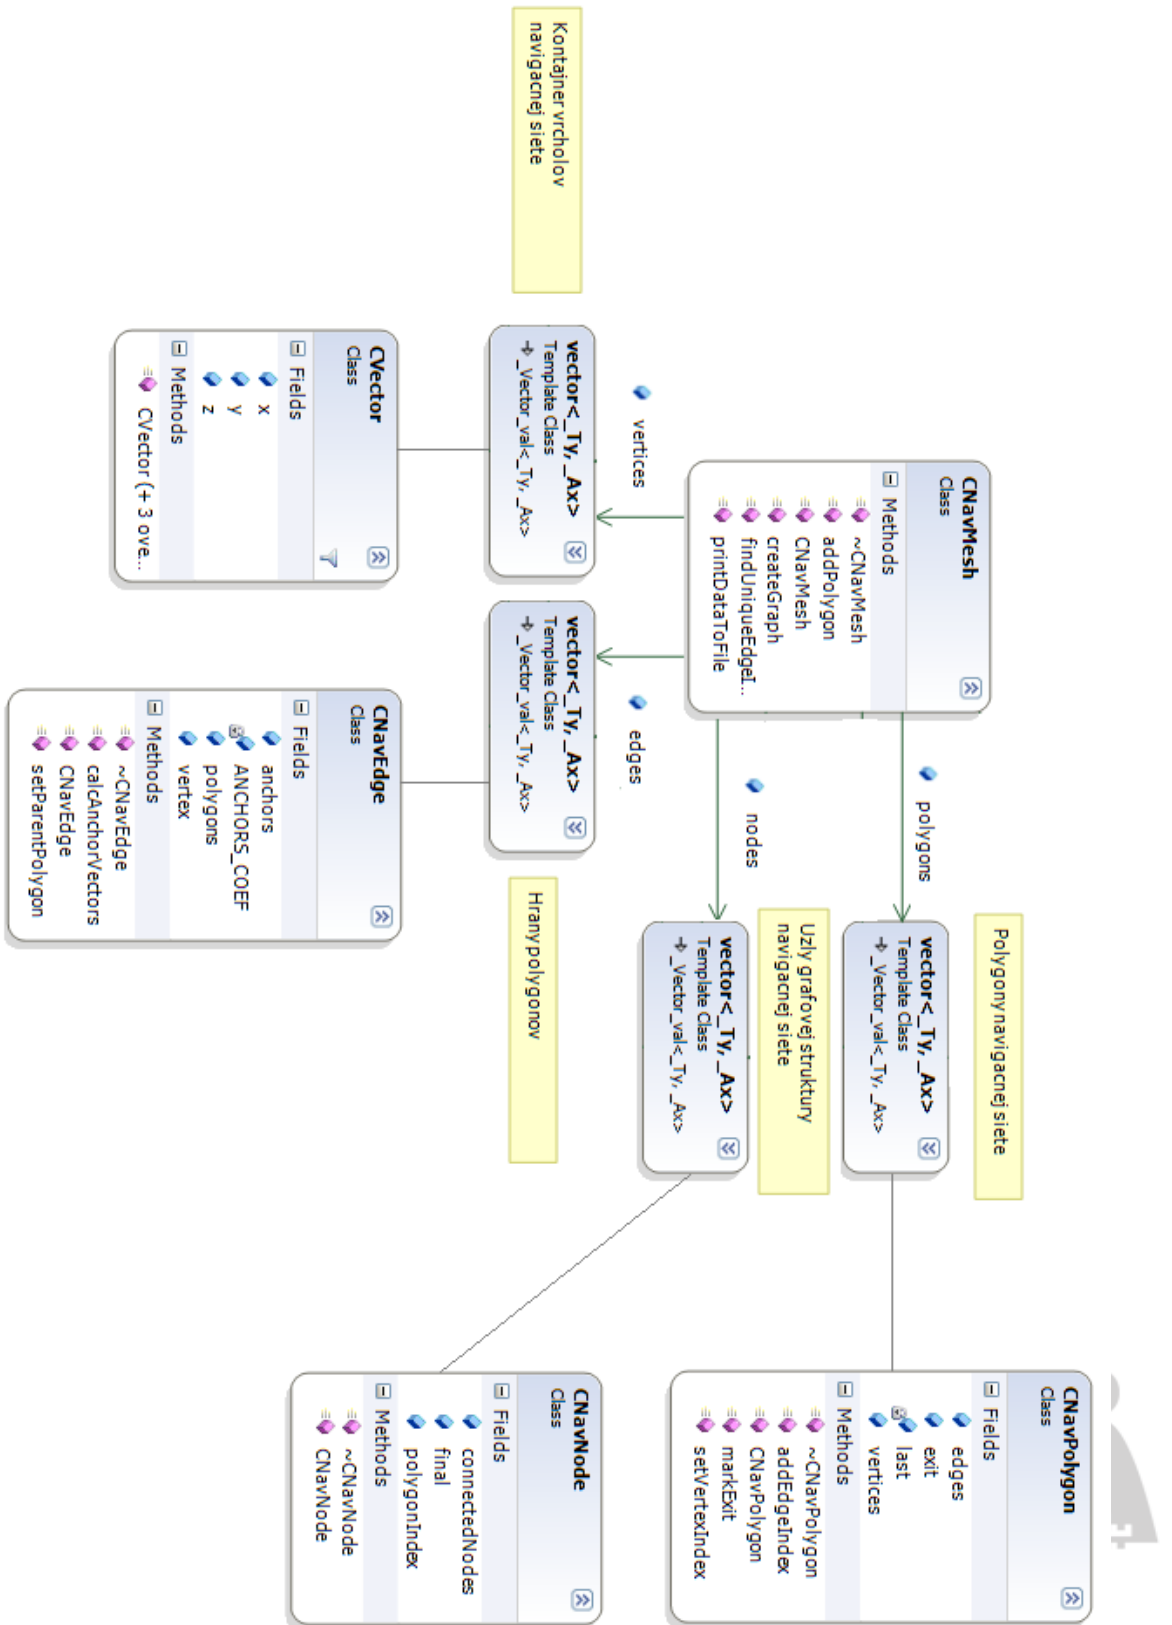 Polygony navigacnej siete
polygons
vector<_Ty, _Ax>
Template Class
_Vector_val<_Ty, _Ax>
CNavPolygon
Class
Fields
edges
exit
last
vertices
Methods
~CNavPolygon
addEdgeIndex
CNavPolygon
markExit
setVertexIndex
CNavMesh
Class
Methods
~CNavMesh
addPolygon
CNavMesh
createGraph
findUniqueEdgeI...
printDataToFile
Uzly grafovej struktury
navigacnej siete
nodes
vector<_Ty, _Ax>
Template Class
_Vector_val<_Ty, _Ax>
CNavNode
Class
Fields
connectedNodes
final
polygonIndex
Methods
~CNavNode
CNavNode
vertices
edges
Kontajner vrcholov
navigacnej siete
vector<_Ty, _Ax>
Template Class
_Vector_val<_Ty, _Ax>
vector<_Ty, _Ax>
Template Class
_Vector_val<_Ty, _Ax>
Hrany polygonov
CVector
Class
Fields
x
y
z
Methods
CVector (+ 3 ove...
CNavEdge
Class
Fields
anchors
ANCHORS_COEF
polygons
vertex
Methods
~CNavEdge
calcAnchorVectors
CNavEdge
setParentPolygon